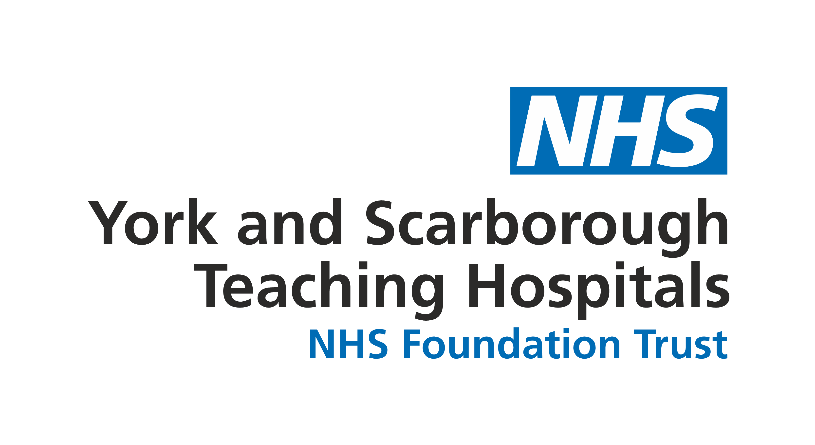 NHS
York and Scarborough
Teaching Hospitals
NHS Foundation Trust